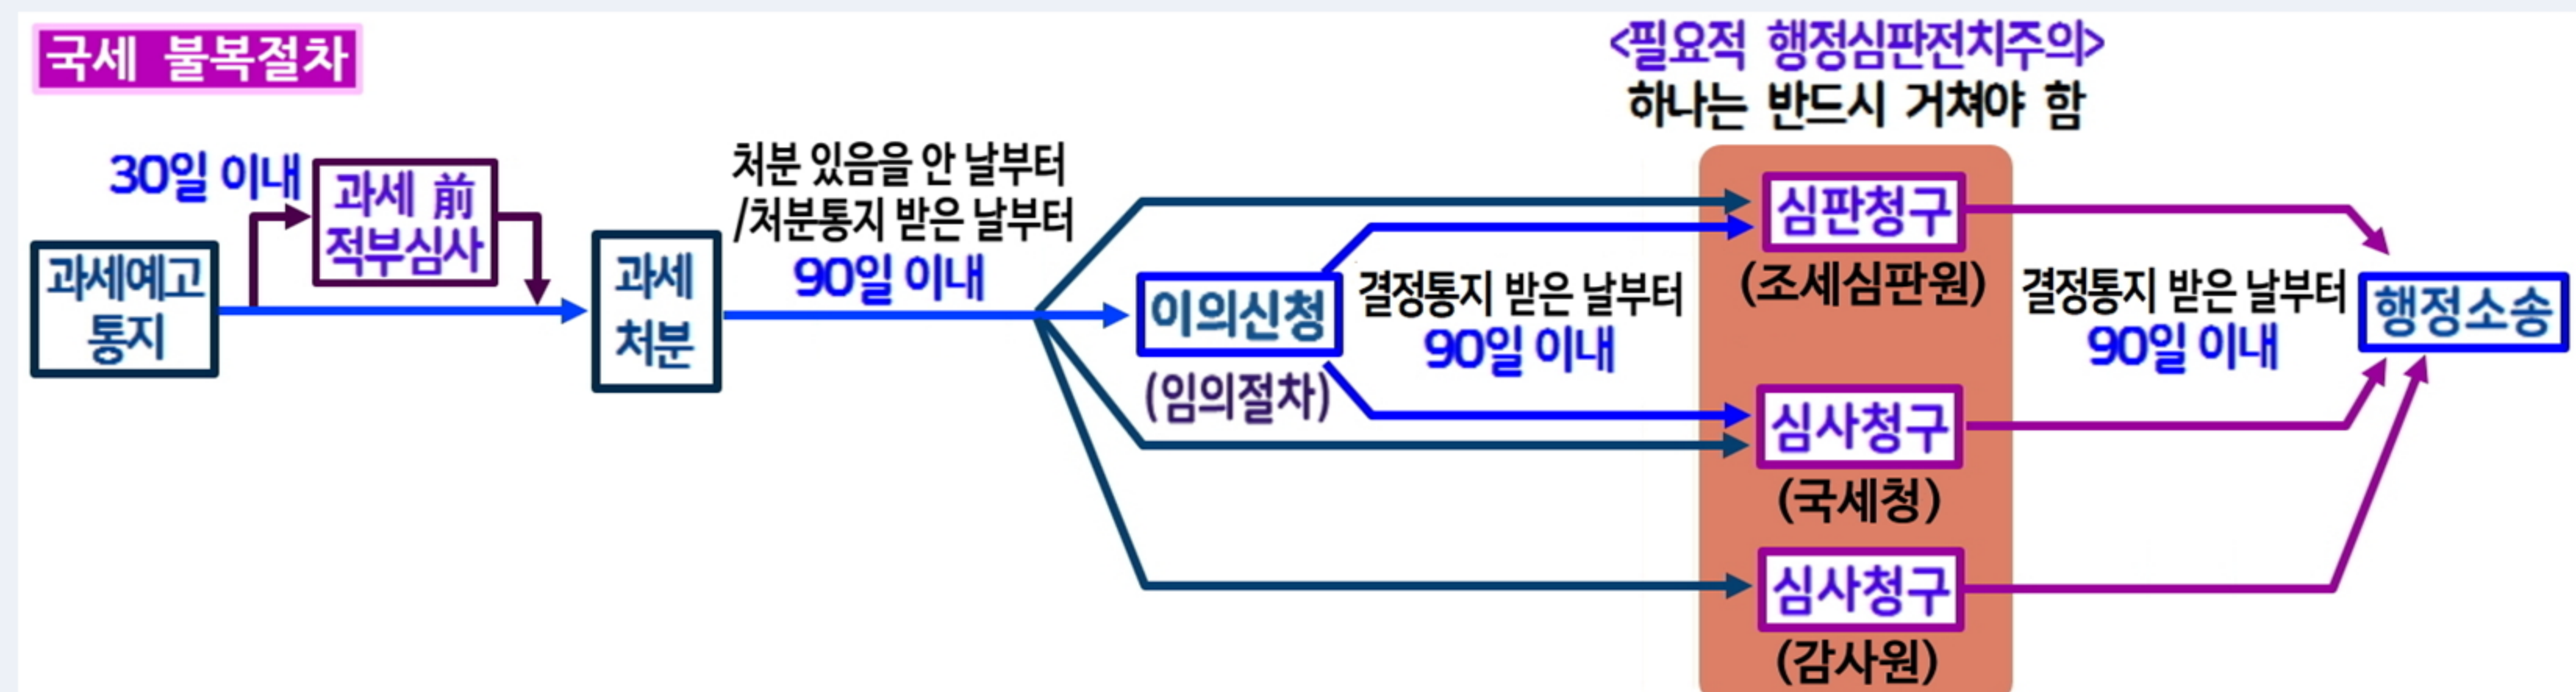 국세 불복절차
<필요적 행정심판전치주의>
하나는 반드시 거쳐야 함
30일 이내
과세예고
통지
과세 前
적부심사
과세
처분
처분 있음을 안 날부터
/처분통지 받은 날부터
90일 이내
이의신청
(임의절차)
결정통지 받은 날부터
90일 이내
심판청구
(조세심판원)
심사청구
(국세청)
심사청구
(감사원)
결정통지 받은 날부터
90일 이내
행정소송